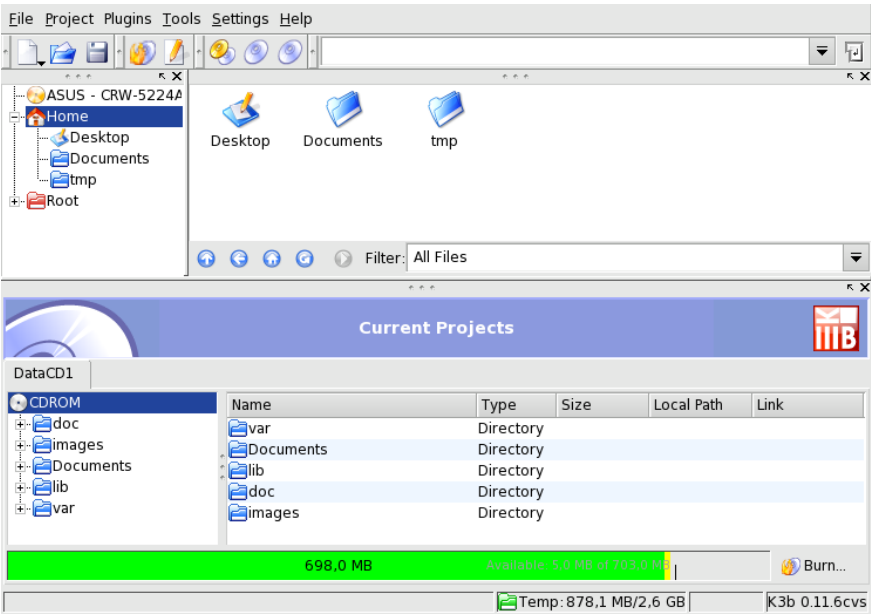 File Project Plugins Tools Settings Help
ASUS - CRW-5224A
Home
Desktop
Documents
tmp
Root
Desktop Documents tmp
Filter: All Files
Current Projects
K3B
DataCD1
CDROM
doc
images
Documents
lib
var
Name Type Size Local Path Link
var Directory
Documents Directory
lib Directory
doc Directory
images Directory
698,0 MB Available: 5,0 MB of 703,0 MB Burn...
Temp: 878,1 MB/2,6 GB K3b 0.11.6cvs